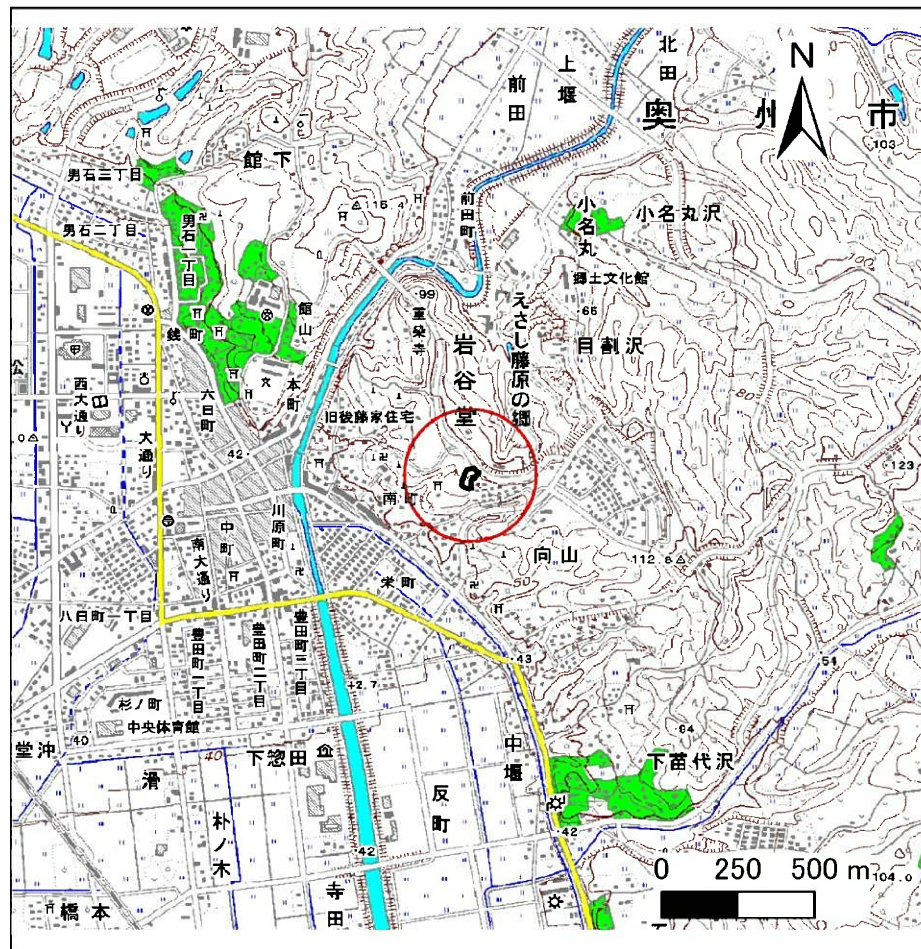 北田
上堰
前田
奥州市
N
103
館下
男石三丁目
男石二丁目
男石一丁目
115.4
前田町
小名丸
小名丸沢
郷土文化館
えさし藤原の郷
66
目割沢
99
重染寺
岩谷堂
館山
銭町
六日町
本町
旧後藤家住宅
公
西大通り
大通り
42
南町
123
中町
南大通り
川原町
向山
112.8
50
栄町
八日町一丁目
豊田町一丁目
豊田町二丁目
豊田町三丁目
43
51
+2.7
杉ノ町
中央体育館
40
40
堂沖
滑
下惣田
中堰
64
下苗代沢
反町
朴ノ木
42
42
寺田
橋本
0 250 500 m
104.0